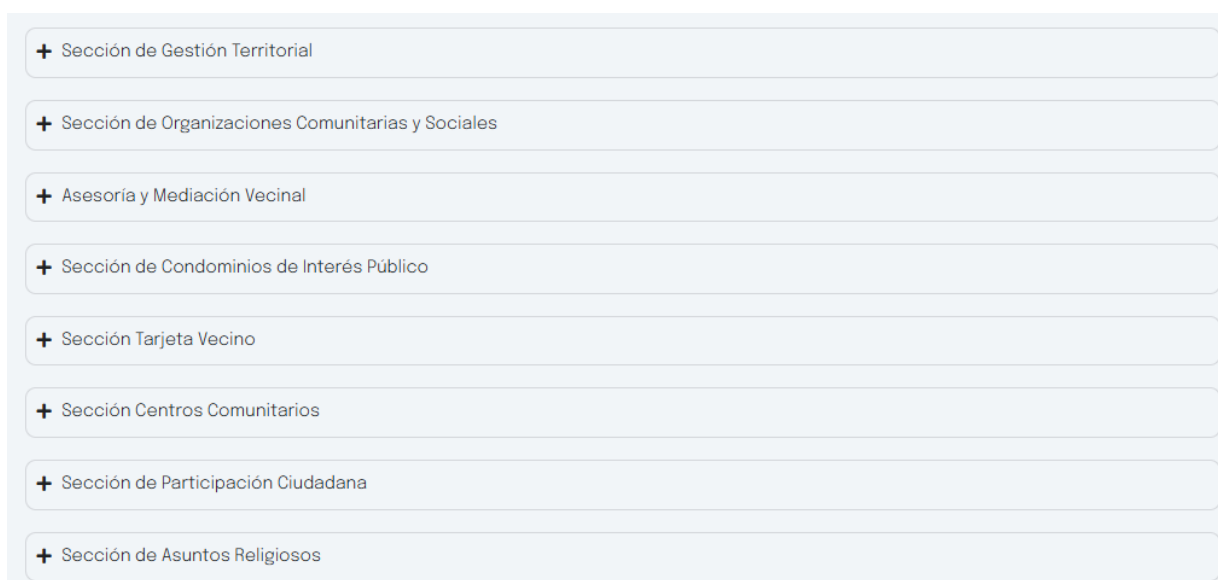 Sección de Gestión Territorial
Sección de Organizaciones Comunitarias y Sociales
Asesoría y Mediación Vecinal
Sección de Condominios de Interés Público
Sección Tarjeta Vecino
Sección Centros Comunitarios
Sección de Participación Ciudadana
Sección de Asuntos Religiosos